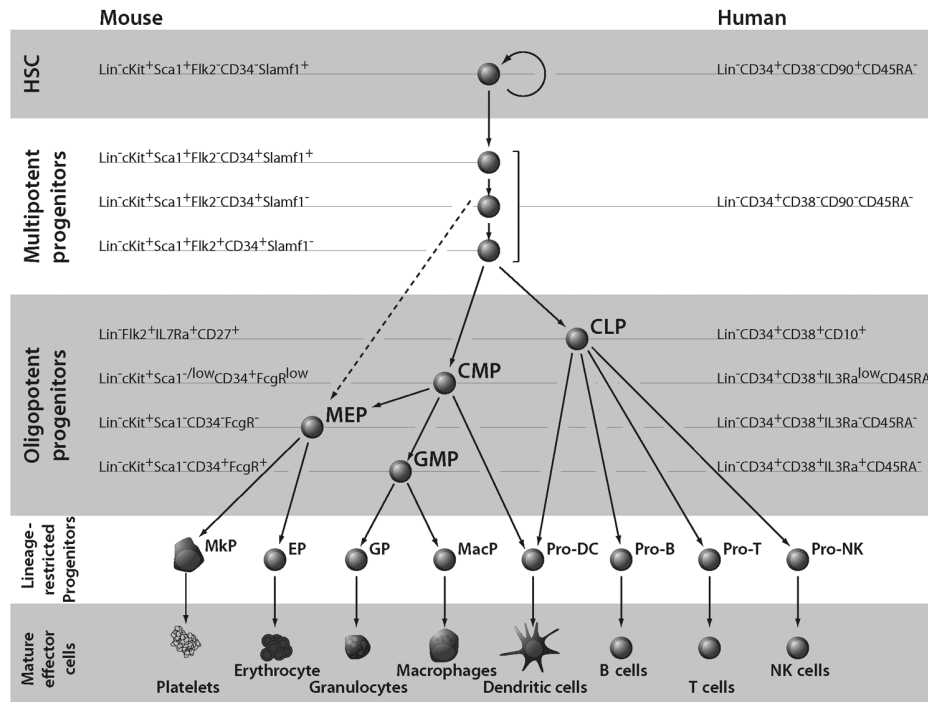 Mouse Human
HSC
Lin⁻cKit⁺Sca1⁺Flk2⁻CD34⁻Slamf1⁺ Lin⁻CD34⁺CD38⁻CD90⁺CD45RA⁻
Multipotent
progenitors
Lin⁻cKit⁺Sca1⁺Flk2⁻CD34⁺Slamf1⁺
Lin⁻cKit⁺Sca1⁺Flk2⁻CD34⁺Slamf1⁻ Lin⁻CD34⁺CD38⁻CD90⁻CD45RA⁻
Lin⁻cKit⁺Sca1⁺Flk2⁺CD34⁺Slamf1⁻
Oligopotent
progenitors
Lin⁻Flk2⁺IL7Ra⁺CD27⁺ CLP Lin⁻CD34⁺CD38⁺CD10⁺
Lin⁻cKit⁺Sca1⁻/lowCD34⁺FcgRlow CMP Lin⁻CD34⁺CD38⁺IL3RalowCD45RA
Lin⁻cKit⁺Sca1⁻CD34⁻FcgR⁻ MEP Lin⁻CD34⁺CD38⁺IL3Ra⁻CD45RA⁻
Lin⁻cKit⁺Sca1⁻CD34⁺FcgR⁺ GMP Lin⁻CD34⁺CD38⁺IL3Ra⁺CD45RA⁻
Lineage-
restricted
Progenitors
MkP EP GP MacP Pro-DC Pro-B Pro-T Pro-NK
Mature
effector
cells
Platelets Erythrocyte Granulocytes Macrophages Dendritic cells B cells T cells NK cells